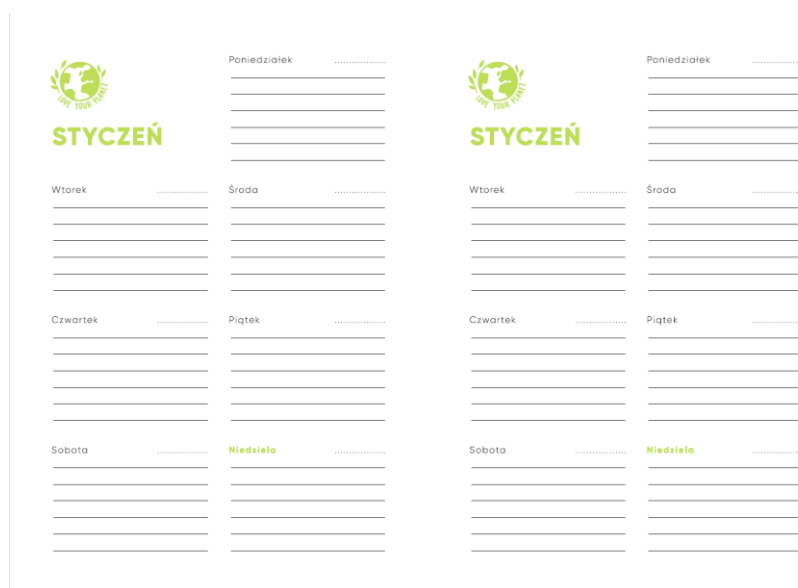 Poniedziałek ..................
LOVE YOUR PLANET
STYCZEŃ
Wtorek .................. Środa ..................
Czwartek .................. Piątek ..................
Sobota .................. Niedziela ..................
Poniedziałek ..................
LOVE YOUR PLANET
STYCZEŃ
Wtorek .................. Środa ..................
Czwartek .................. Piątek ..................
Sobota .................. Niedziela ..................